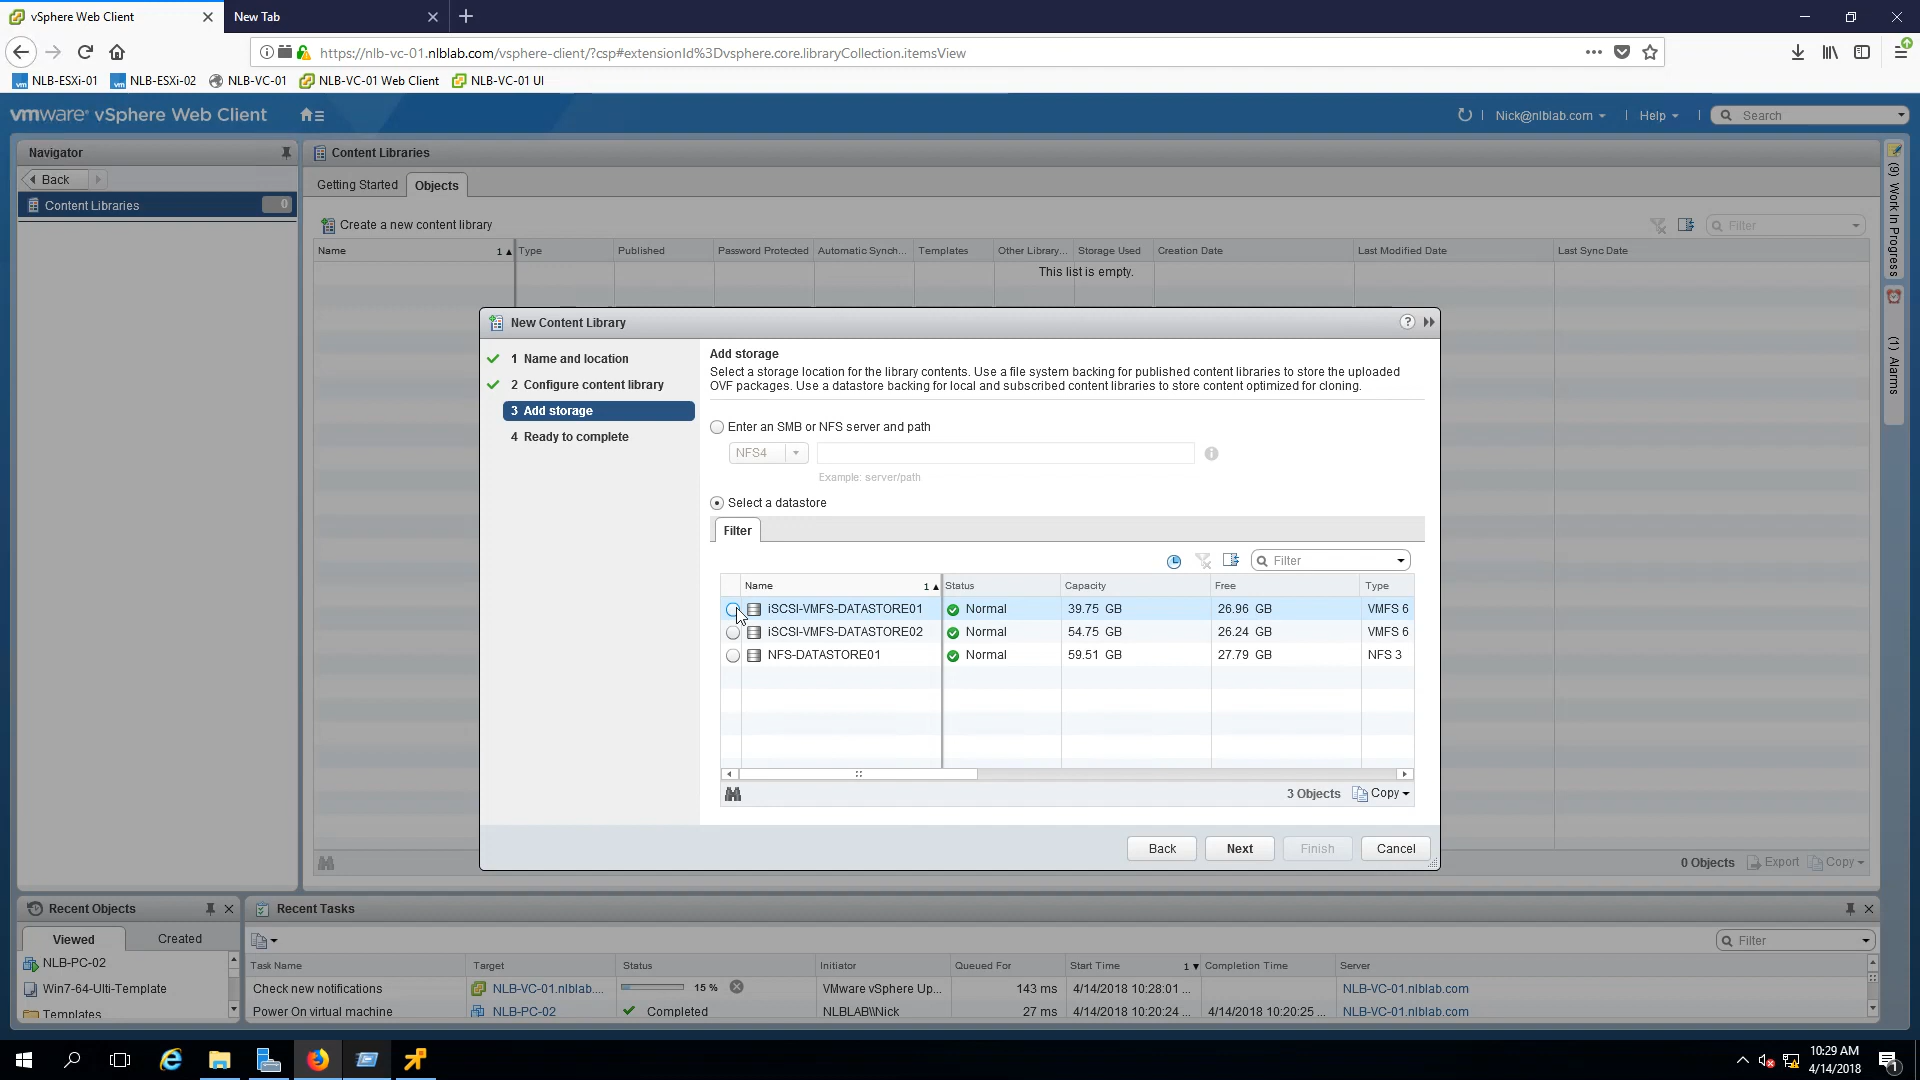 vSphere Web Client
New Tab
https://nlb-vc-01.nlblab.com/vsphere-client/?csp#extensionId%3Dvsphere.core.libraryCollection.itemsView
NLB-ESXi-01 NLB-ESXi-02 NLB-VC-01 NLB-VC-01 Web Client NLB-VC-01 UI
vmware® vSphere Web Client
Nick@nlblab.com | Help | Search
Navigator
Back
Content Libraries 0
Content Libraries
Getting Started Objects
Create a new content library
Filter
Name 1 Type Published Password Protected Automatic Synch... Templates Other Library... Storage Used Creation Date Last Modified Date Last Sync Date
This list is empty.
(9) Work In Progress
(1) Alarms
New Content Library
1 Name and location
2 Configure content library
3 Add storage
4 Ready to complete
Add storage
Select a storage location for the library contents. Use a file system backing for published content libraries to store the uploaded
OVF packages. Use a datastore backing for local and subscribed content libraries to store content optimized for cloning.
Enter an SMB or NFS server and path
NFS4
Example: server/path
Select a datastore
Filter
Filter
Name 1 Status Capacity Free Type
iSCSI-VMFS-DATASTORE01 Normal 39.75 GB 26.96 GB VMFS 6
iSCSI-VMFS-DATASTORE02 Normal 54.75 GB 26.24 GB VMFS 6
NFS-DATASTORE01 Normal 59.51 GB 27.79 GB NFS 3
3 Objects Copy
Back Next Finish Cancel
0 Objects Export Copy
Recent Objects
Viewed Created
NLB-PC-02
Win7-64-Ulti-Template
Templates
Recent Tasks
Filter
Task Name Target Status Initiator Queued For Start Time 1 Completion Time Server
Check new notifications NLB-VC-01.nlblab.... 15 % VMware vSphere Up... 143 ms 4/14/2018 10:28:01 ... NLB-VC-01.nlblab.com
Power On virtual machine NLB-PC-02 Completed NLBLAB\\Nick 27 ms 4/14/2018 10:20:24 ... 4/14/2018 10:20:25 ... NLB-VC-01.nlblab.com
10:29 AM
4/14/2018
1